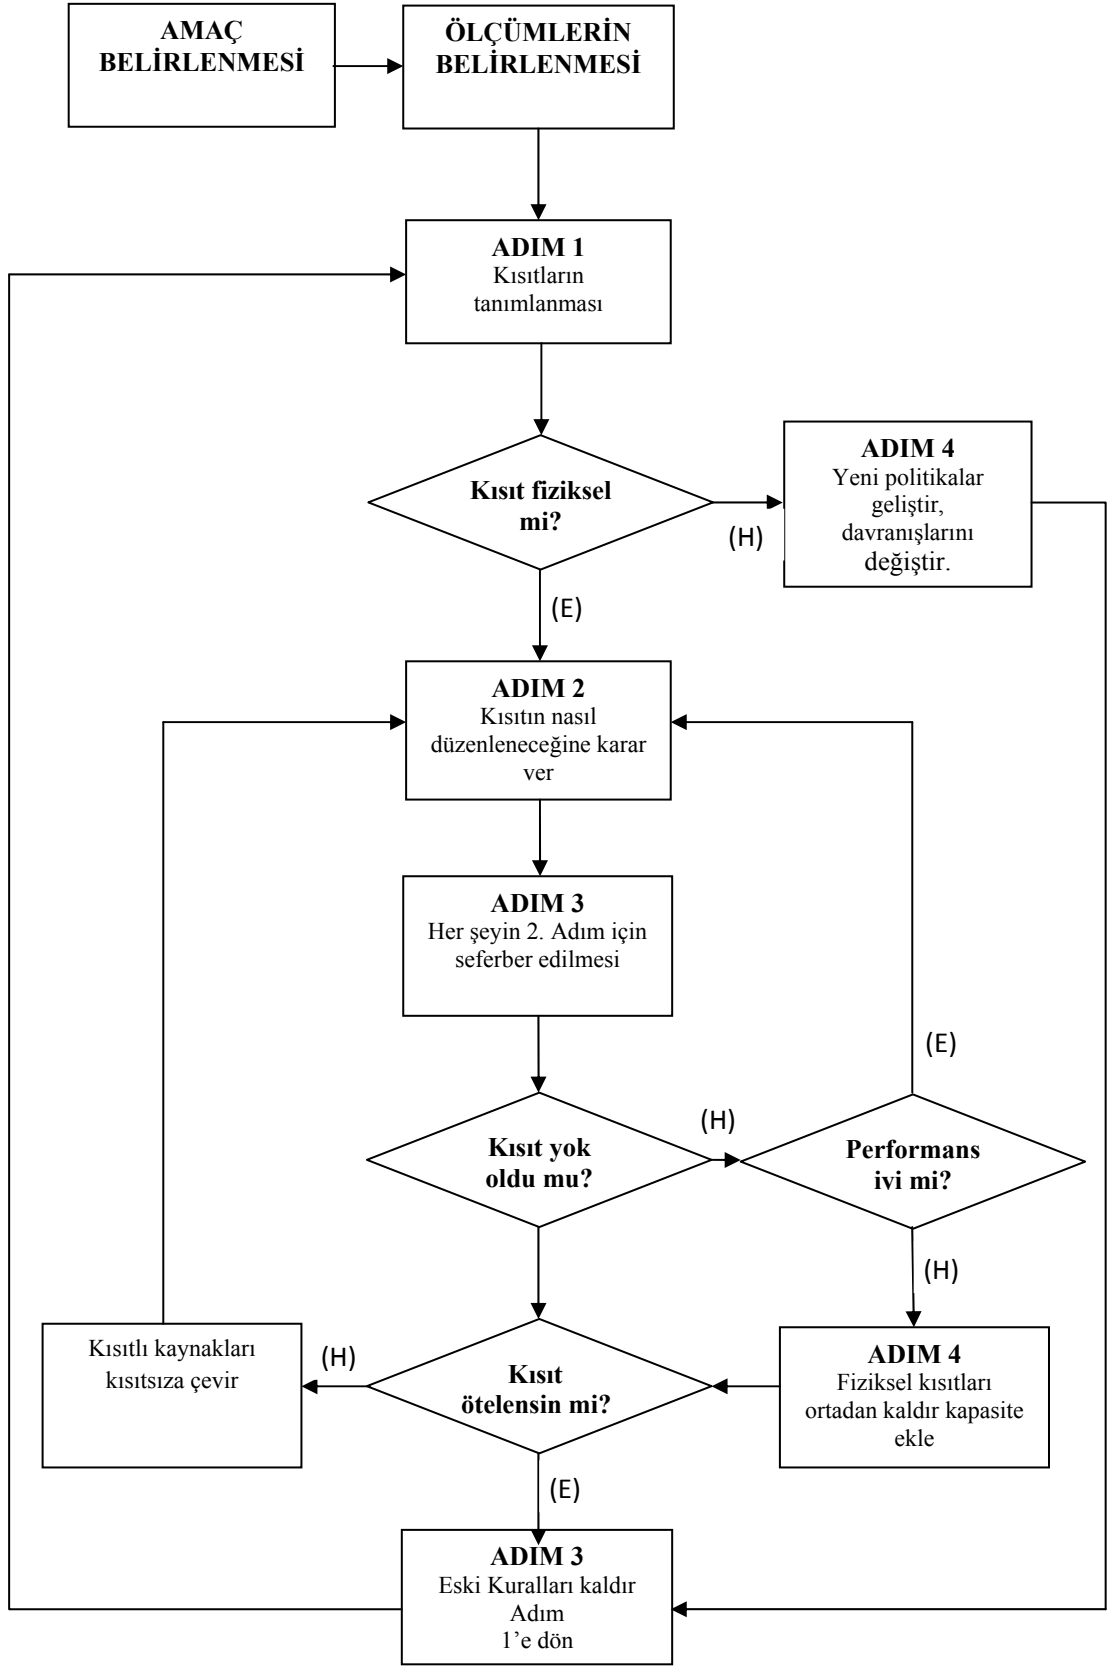 AMAÇ
BELİRLENMESİ
ÖLÇÜMLERİN
BELİRLENMESİ
ADIM 1
Kısıtların
tanımlanması
Kısıt fiziksel
mi?
(H)
ADIM 4
Yeni politikalar
geliştir,
davranışlarını
değiştir.
(E)
ADIM 2
Kısıtın nasıl
düzenleneceğine karar
ver
ADIM 3
Her şeyin 2. Adım için
seferber edilmesi
(E)
Kısıt yok
oldu mu?
(H)
Performans
ivi mi?
(H)
Kısıtlı kaynakları
kısıtsıza çevir
(H)
Kısıt
ötelensin mi?
ADIM 4
Fiziksel kısıtları
ortadan kaldır kapasite
ekle
(E)
ADIM 3
Eski Kuralları kaldır
Adım
1’e dön